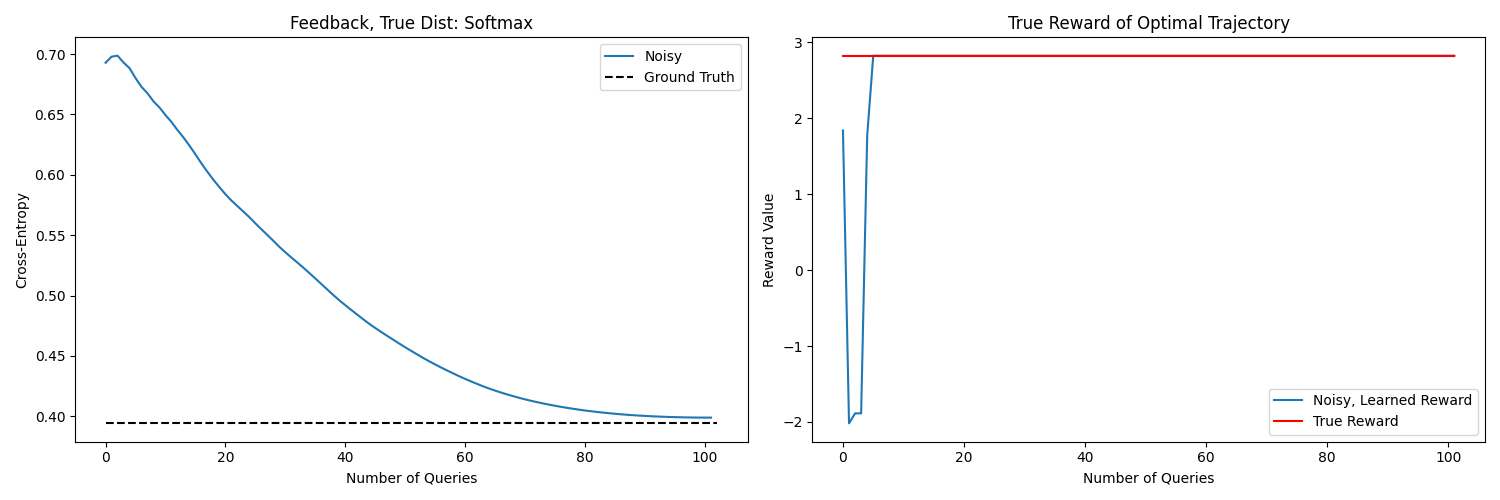 Feedback, True Dist: Softmax
Cross-Entropy
0.70
0.65
0.60
0.55
0.50
0.45
0.40
Noisy
Ground Truth
0 20 40 60 80 100
Number of Queries
True Reward of Optimal Trajectory
Reward Value
3
2
1
0
−1
−2
Noisy, Learned Reward
True Reward
0 20 40 60 80 100
Number of Queries